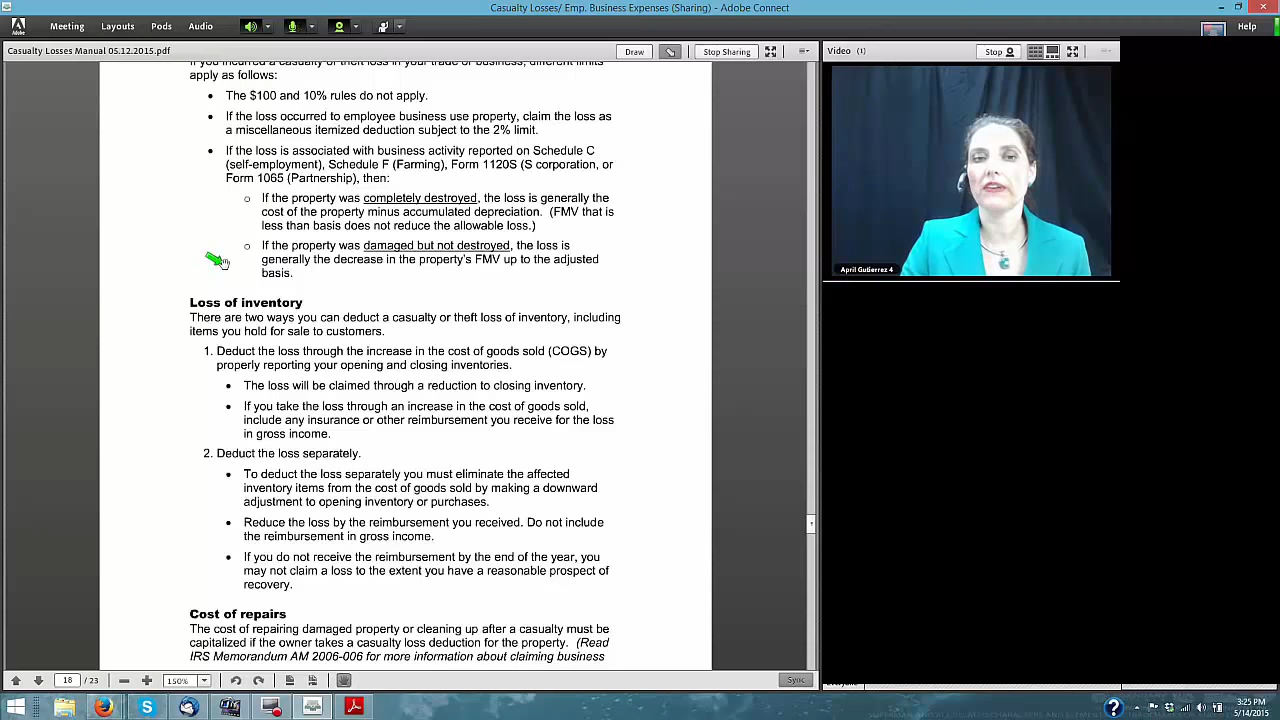 Casualty Losses/ Emp. Business Expenses (Sharing) - Adobe Connect
Adobe
Meeting Layouts Pods Audio Help
Casualty Losses Manual 05.12.2015.pdf
Draw
Stop Sharing
Video (1)
Stop
apply as follows:
• The $100 and 10% rules do not apply.
• If the loss occurred to employee business use property, claim the loss as
a miscellaneous itemized deduction subject to the 2% limit.
• If the loss is associated with business activity reported on Schedule C
(self-employment), Schedule F (Farming), Form 1120S (S corporation, or
Form 1065 (Partnership), then:
o If the property was completely destroyed, the loss is generally the
cost of the property minus accumulated depreciation. (FMV that is
less than basis does not reduce the allowable loss.)
o If the property was damaged but not destroyed, the loss is
generally the decrease in the property's FMV up to the adjusted
basis.
Loss of inventory
There are two ways you can deduct a casualty or theft loss of inventory, including
items you hold for sale to customers.
1. Deduct the loss through the increase in the cost of goods sold (COGS) by
properly reporting your opening and closing inventories.
• The loss will be claimed through a reduction to closing inventory.
• If you take the loss through an increase in the cost of goods sold,
include any insurance or other reimbursement you receive for the loss
in gross income.
2. Deduct the loss separately.
• To deduct the loss separately you must eliminate the affected
inventory items from the cost of goods sold by making a downward
adjustment to opening inventory or purchases.
• Reduce the loss by the reimbursement you received. Do not include
the reimbursement in gross income.
• If you do not receive the reimbursement by the end of the year, you
may not claim a loss to the extent you have a reasonable prospect of
recovery.
Cost of repairs
The cost of repairing damaged property or cleaning up after a casualty must be
capitalized if the owner takes a casualty loss deduction for the property. (Read
IRS Memorandum AM 2006-006 for more information about claiming business
April Gutierrez 4
18 / 23
150%
Sync
3:25 PM
5/14/2015